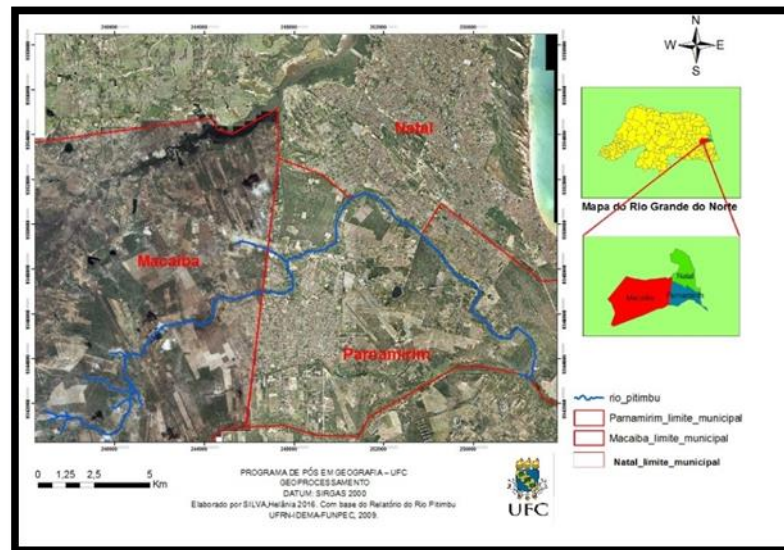 N
W E
S
Natal
Macaiba
Parnamirim
Mapa do Rio Grande do Norte
Natal
Macaiba
Parnamirim
rio_pitimbu
Parnamirim_limite_municipal
Macaiba_limite_municipal
Natal_limite_municipal
0 1,25 2,5 5
Km
PROGRAMA DE PÓS EM GEOGRAFIA – UFC
GEOPROCESSAMENTO
DATUM: SIRGAS 2000
Elaborado por SILVA,Helânia 2016. Com base do Relatório do Rio Pitimbu
UFRN-IDEMA-FUNPEC, 2009.
UFC